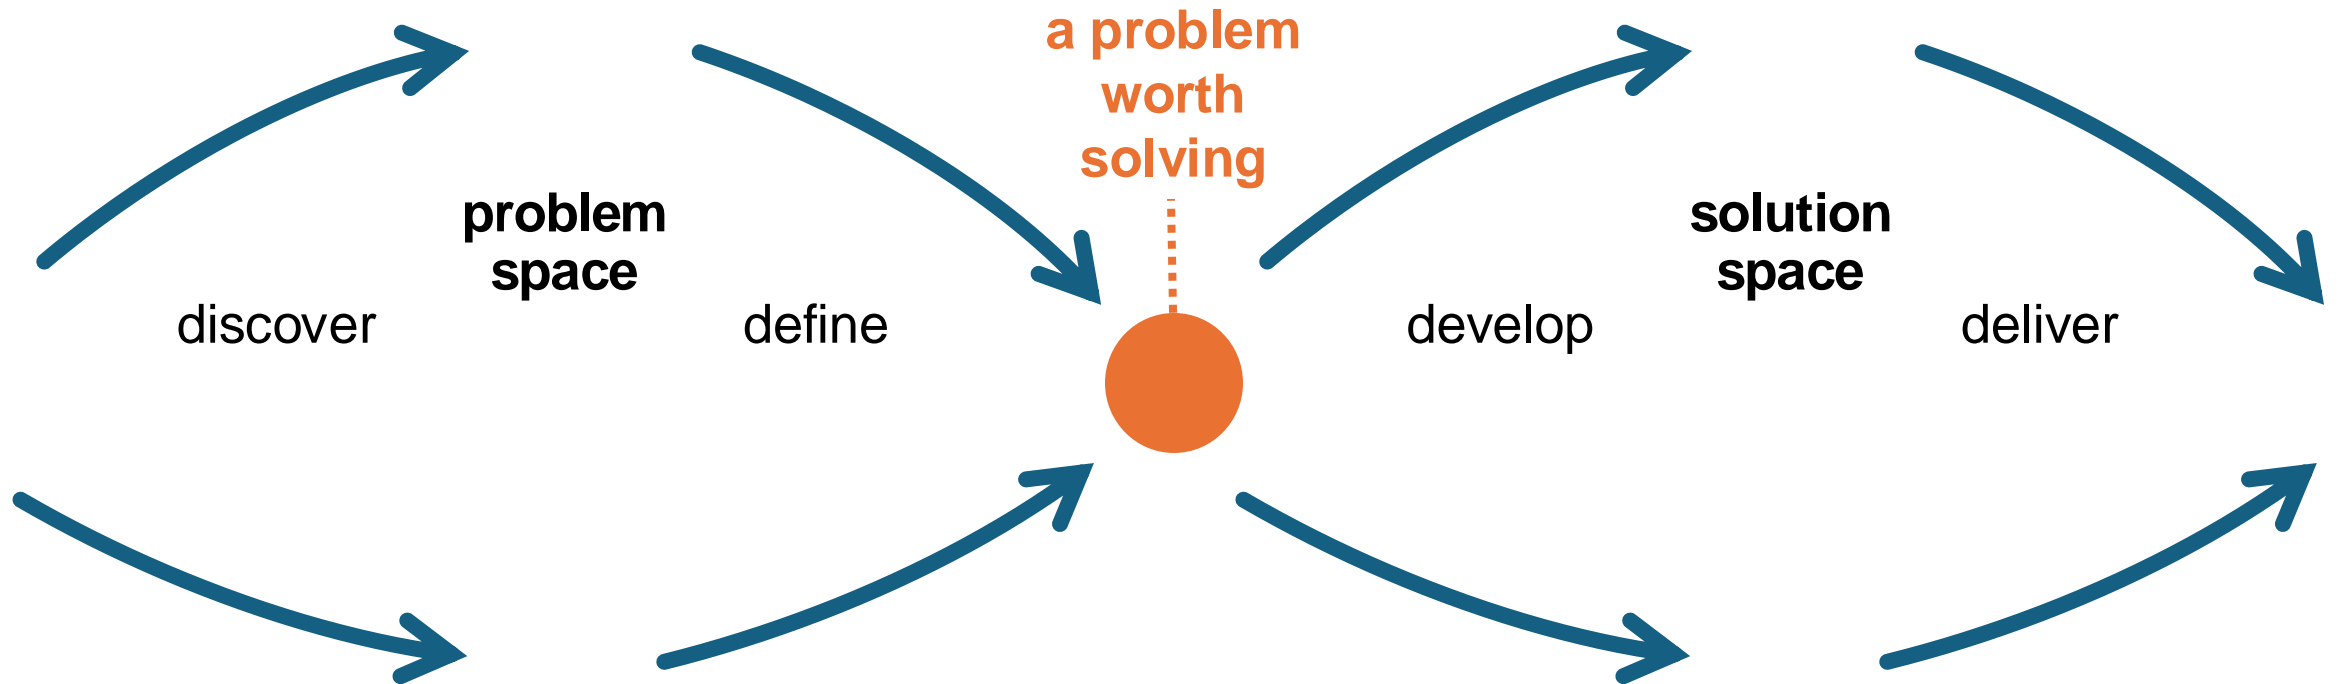 a problem
worth
solving
problem
space
discover
define
solution
space
develop
deliver